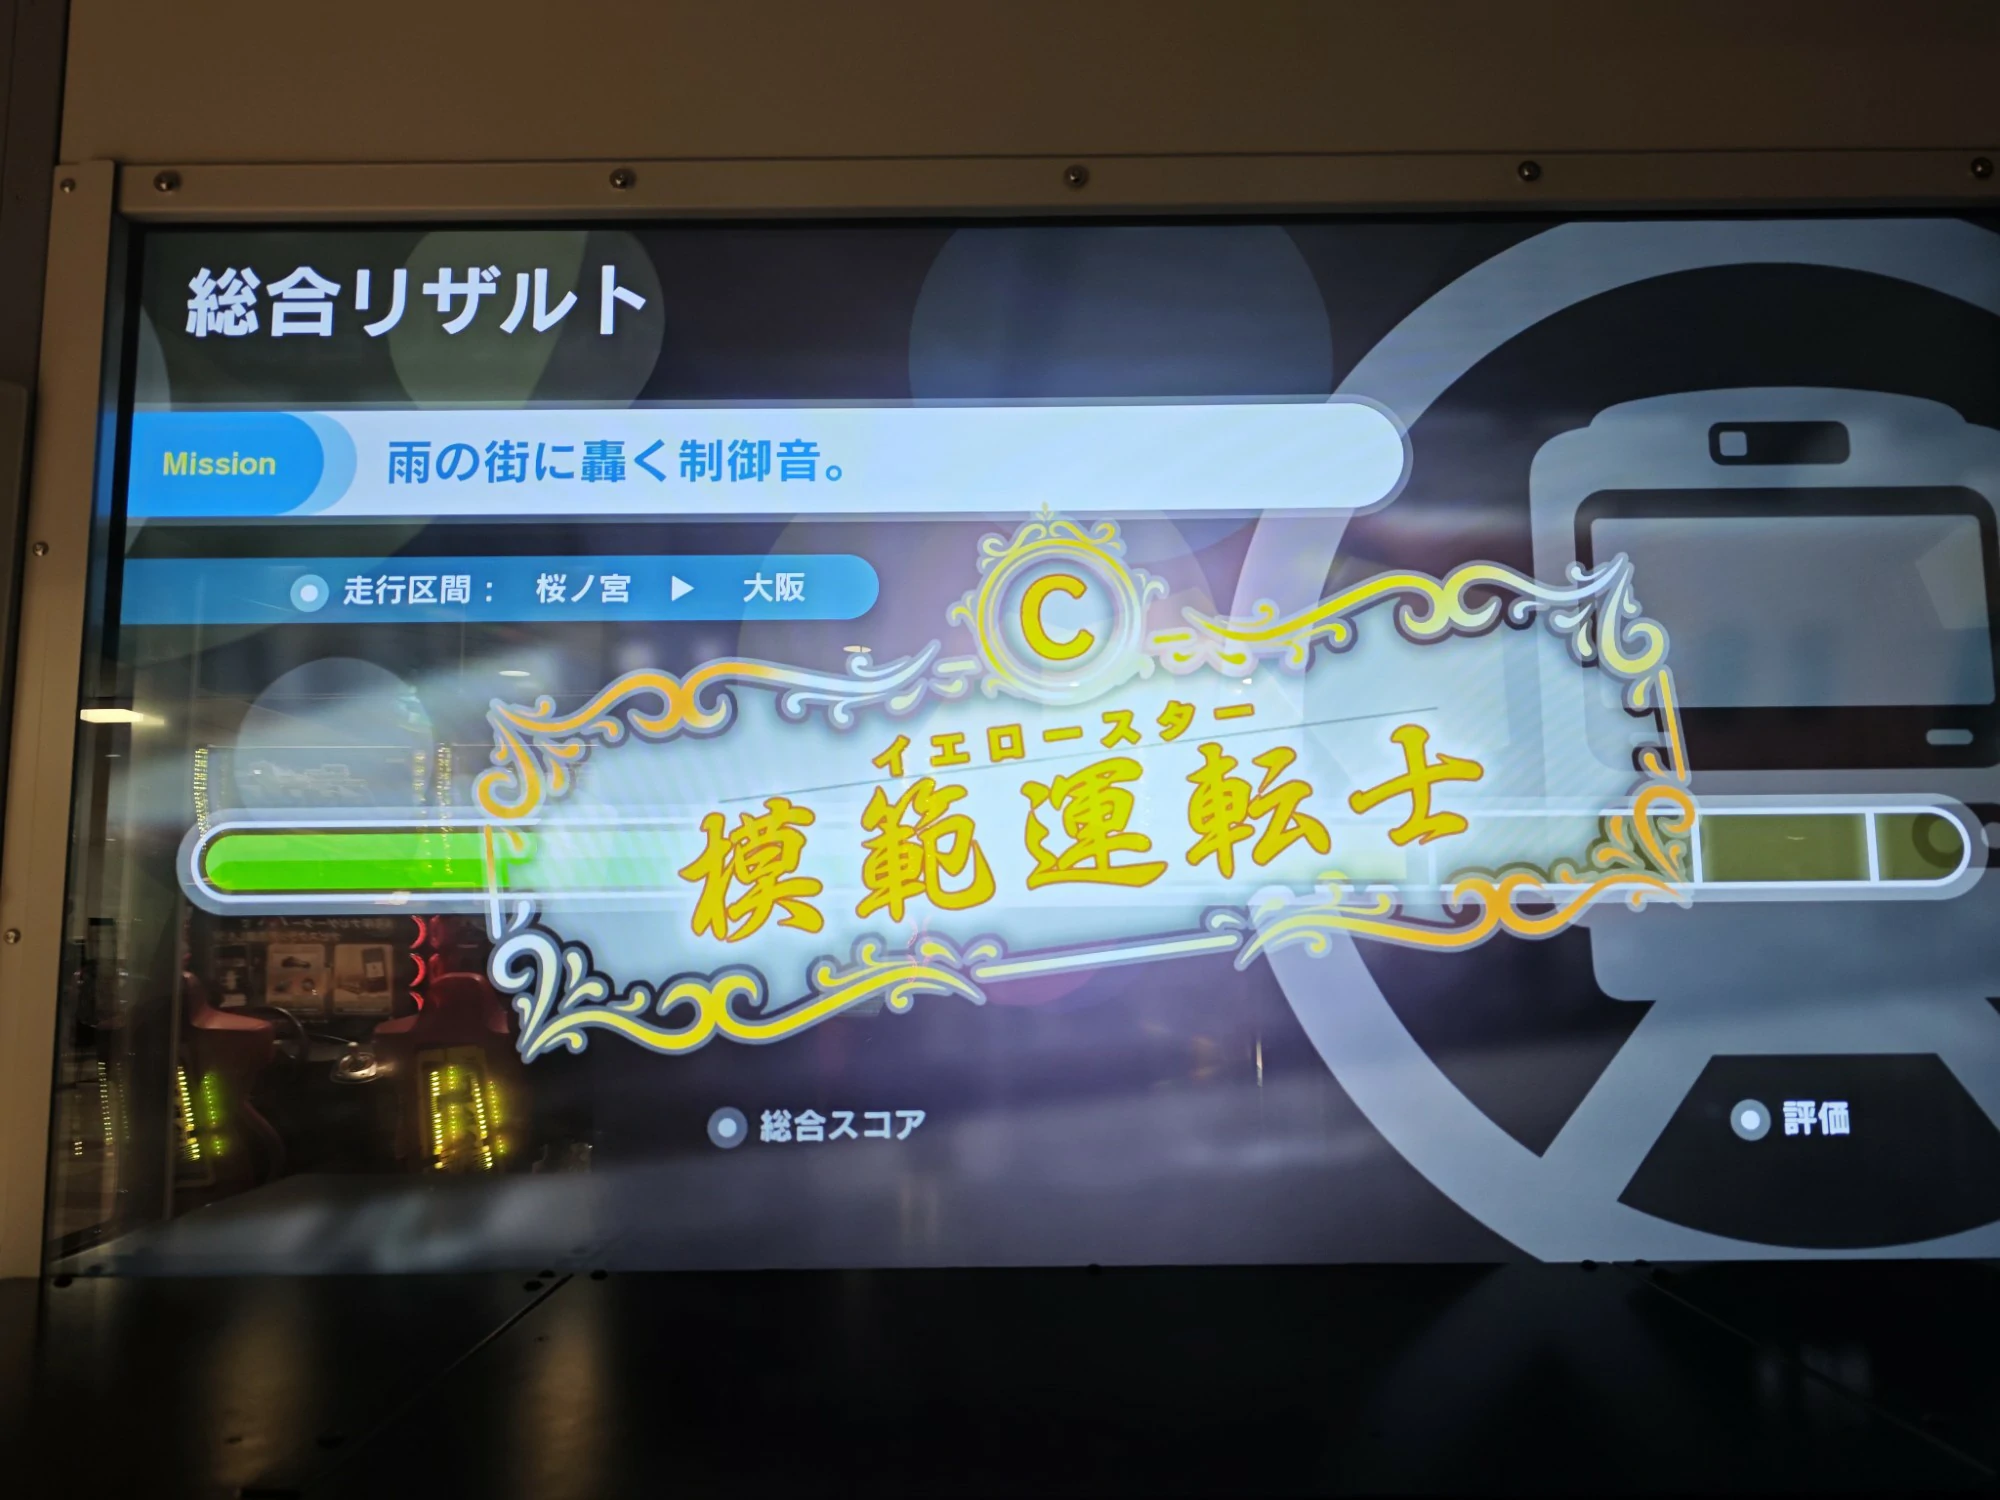 総合リザルト
Mission 雨の街に轟く制御音。
走行区間： 桜ノ宮 ▶ 大阪
C
イエロースター
模範運転士
総合スコア
評価